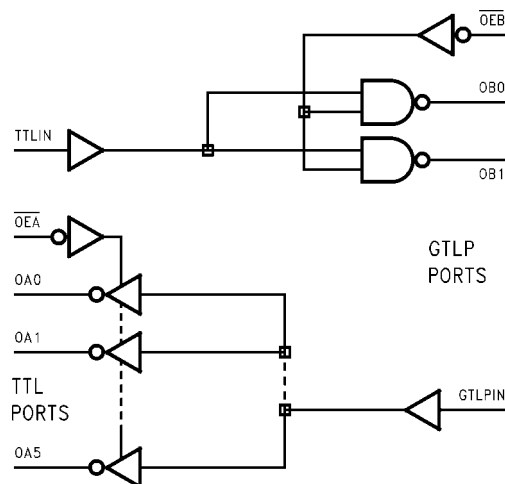 OEB
OB0
TTLIN
OB1
OEA
GTLP
PORTS
OA0
OA1
TTL
PORTS
GTLPIN
OA5